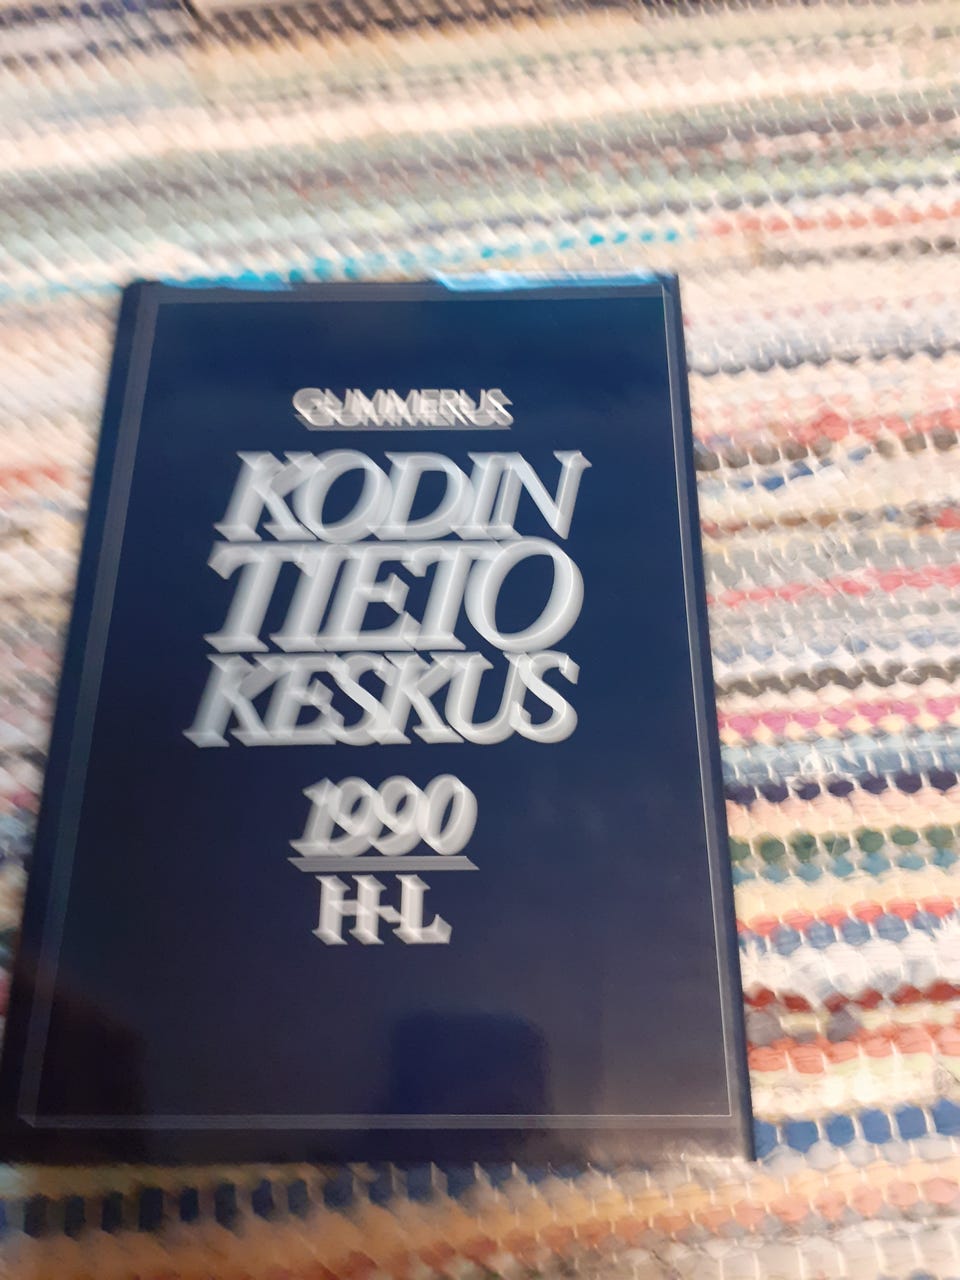 GUMMERUS
KODIN
TIETO
KESKUS
1990
H-L